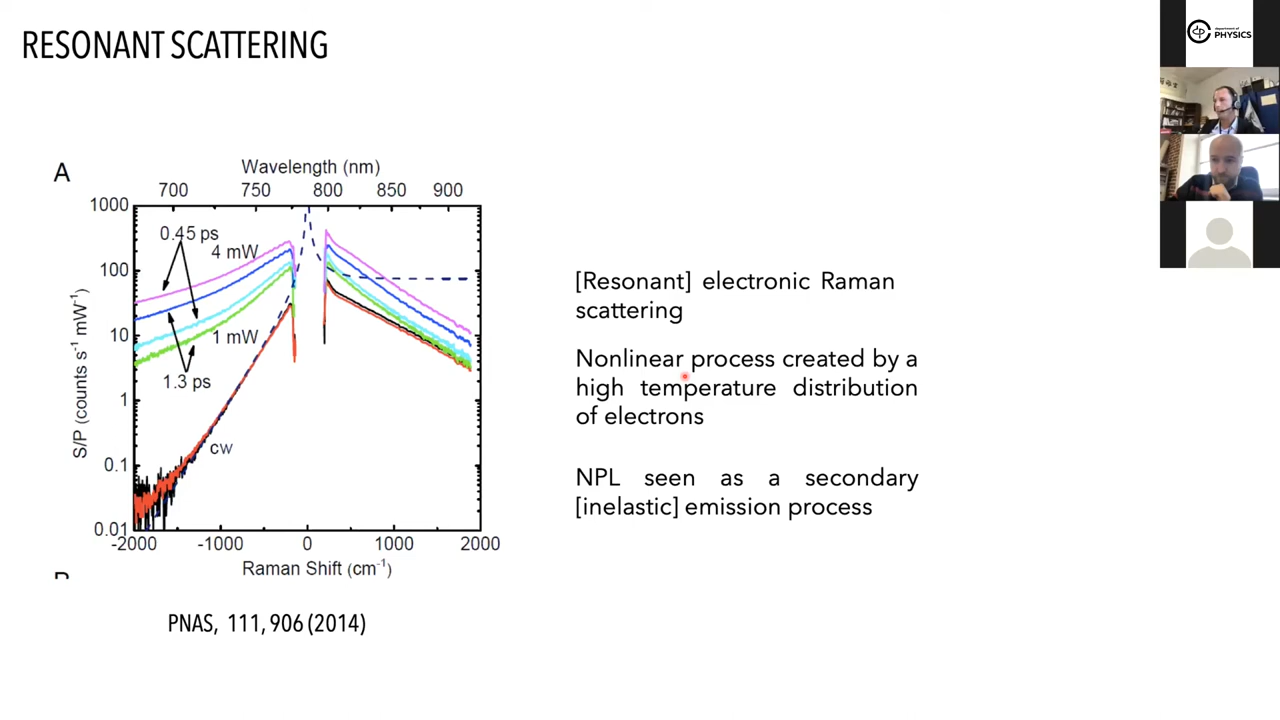 RESONANT SCATTERING
department of
PHYSICS
A
Wavelength (nm)
700 750 800 850 900
1000
100
10
1
0.1
0.01
S/P (counts s⁻¹ mW⁻¹)
0.45 ps
4 mW
1 mW
1.3 ps
cw
-2000 -1000 0 1000 2000
Raman Shift (cm⁻¹)
PNAS, 111, 906 (2014)
[Resonant] electronic Raman
scattering
Nonlinear process created by a
high temperature distribution
of electrons
NPL seen as a secondary
[inelastic] emission process